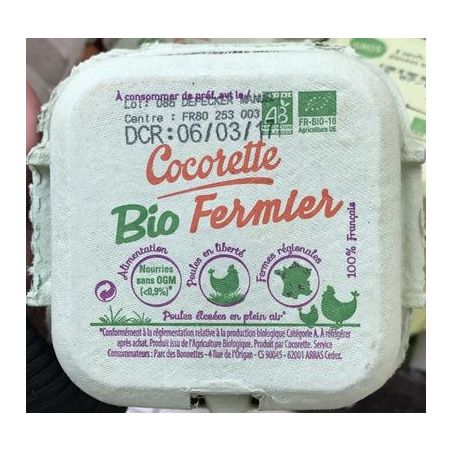 À consommer de préf. avt le /
Lot: 086 DEPECKER MANUEL
Centre : FR80 253 003
DCR:06/03/17
AB
FR-BIO-10
Agriculture UE
Cocorette
Bio Fermier
100% Français
Alimentation
Nourries
sans OGM
(<0,9%)*
Poules en liberté
Fermes régionales
Poules élevées en plein air*
*Conformément à la réglementation relative à la production biologique Catégorie A. À réfrigérer
après achat. Produit issu de l'Agriculture Biologique. Produit par Cocorette. Service
Consommateurs : Parc des Bonnettes - 4 Rue de l'Origan - CS 90045 - 62001 ARRAS Cedex.